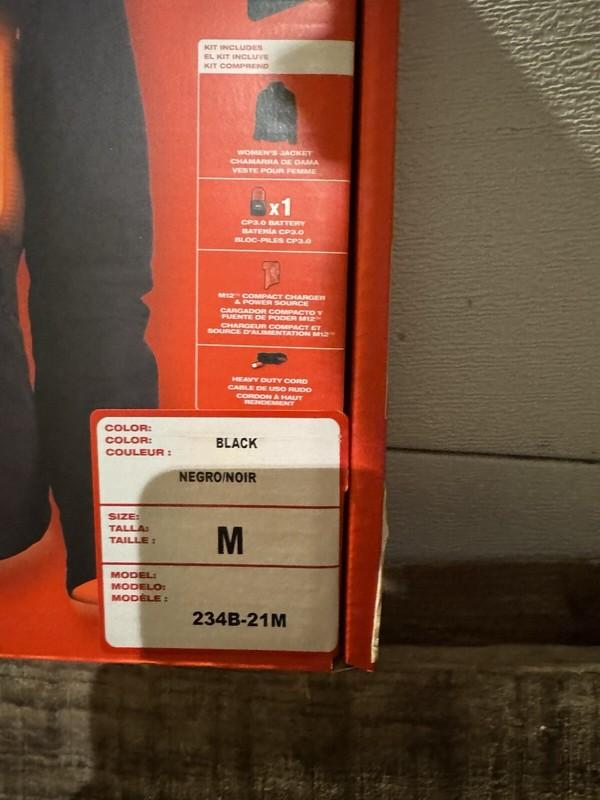 KIT INCLUDES
EL KIT INCLUYE
KIT COMPREND
WOMEN'S JACKET
CHAMARRA DE DAMA
VESTE POUR FEMME
x1
CP3.0 BATTERY
BATERÍA CP3.0
BLOC-PILES CP3.0
M12™ COMPACT CHARGER
& POWER SOURCE
CARGADOR COMPACTO Y
FUENTE DE PODER M12™
CHARGEUR COMPACT ET
SOURCE D'ALIMENTATION M12™
HEAVY DUTY CORD
CABLE DE USO RUDO
CORDON À HAUT
RENDEMENT
COLOR:
COLOR: BLACK
COULEUR :
NEGRO/NOIR
SIZE:
TALLA: M
TAILLE :
MODEL:
MODELO:
MODÈLE :
234B-21M